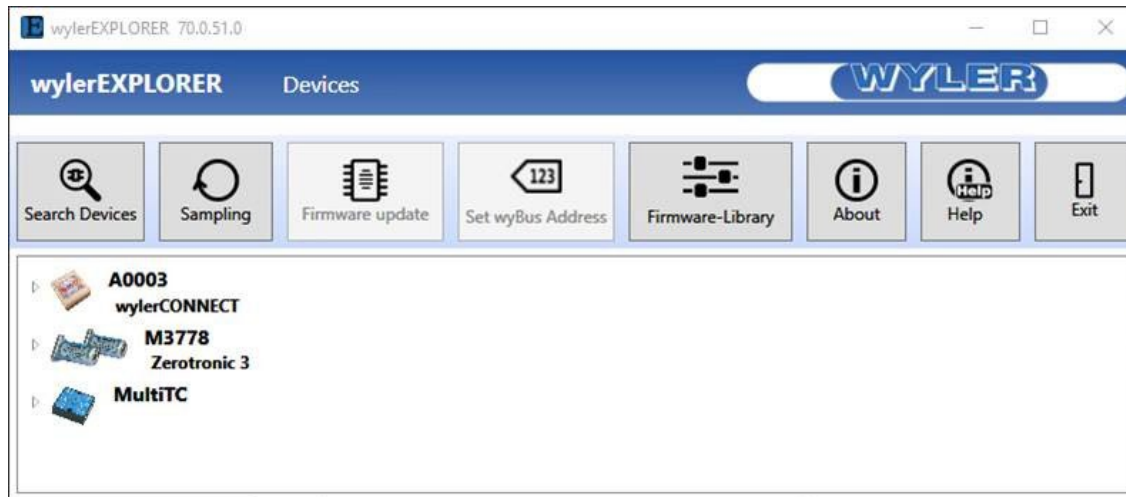 wylerEXPLORER 70.0.51.0
wylerEXPLORER Devices WYLER
Search Devices Sampling Firmware update 123 Set wyBus Address Firmware-Library About Help Help Exit
A0003
wylerCONNECT
M3778
Zerotronic 3
MultiTC